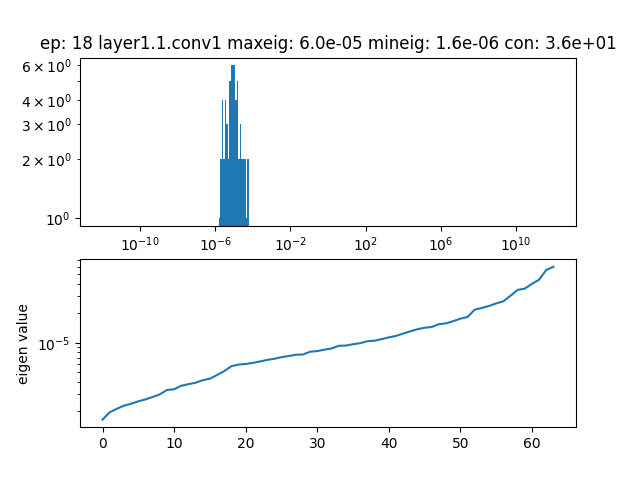 ep: 18 layer1.1.conv1 maxeig: 6.0e-05 mineig: 1.6e-06 con: 3.6e+01
6 × 10⁰
4 × 10⁰
3 × 10⁰
2 × 10⁰
10⁰
10⁻¹⁰ 10⁻⁶ 10⁻² 10² 10⁶ 10¹⁰
eigen value
10⁻⁵
0 10 20 30 40 50 60